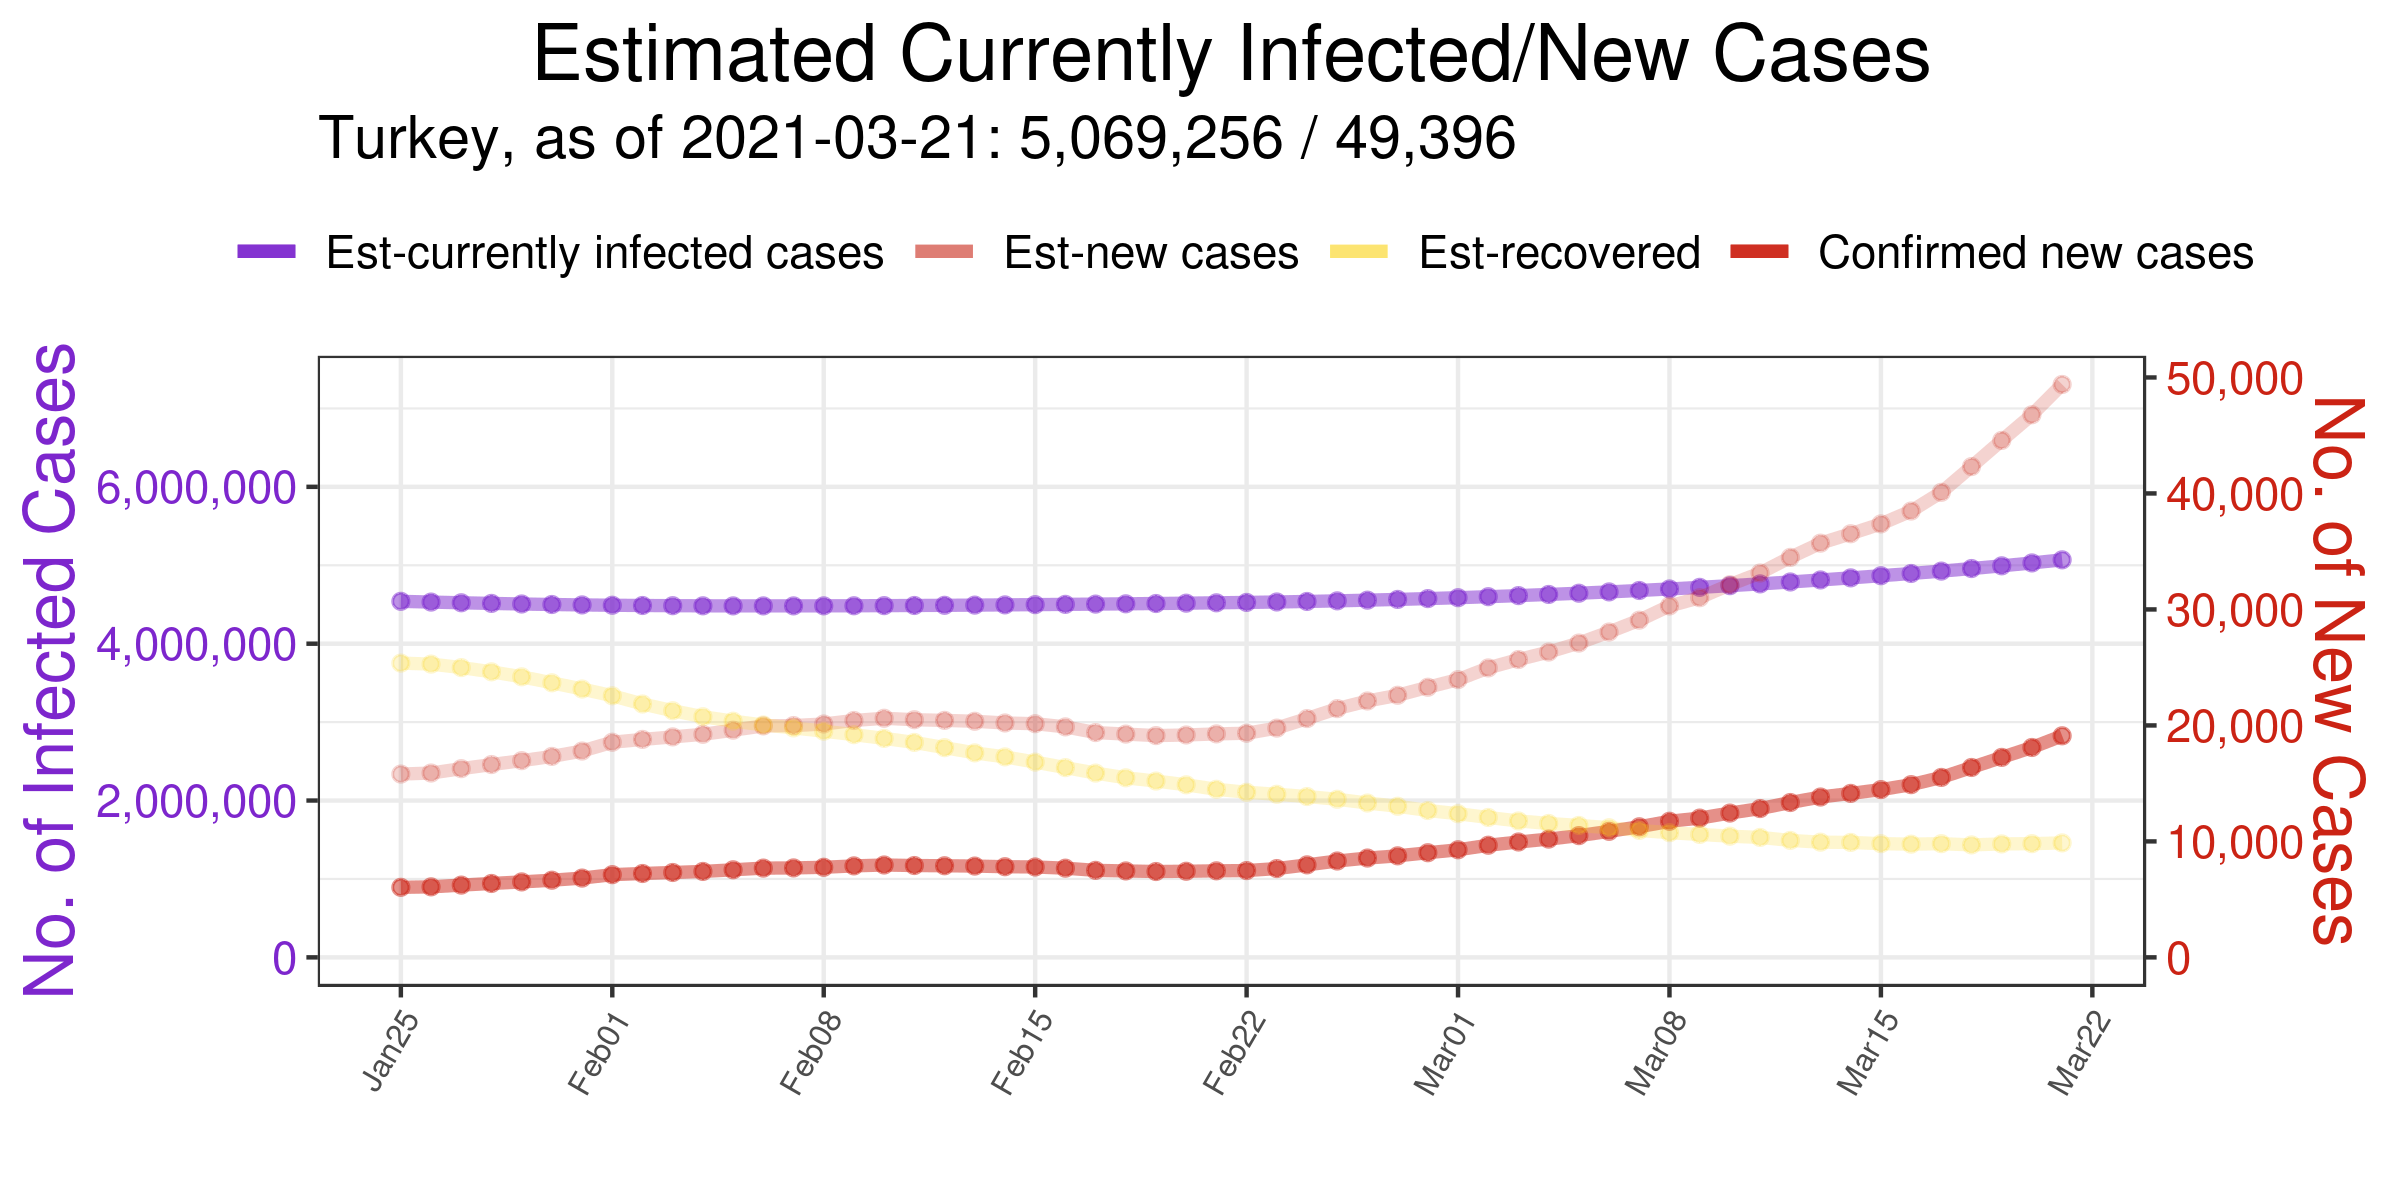 Estimated Currently Infected/New Cases
Turkey, as of 2021-03-21: 5,069,256 / 49,396
Est-currently infected cases Est-new cases Est-recovered Confirmed new cases
No. of Infected Cases
6,000,000
4,000,000
2,000,000
0
50,000
40,000
30,000
20,000
10,000
0
No. of New Cases
Jan25 Feb01 Feb08 Feb15 Feb22 Mar01 Mar08 Mar15 Mar22